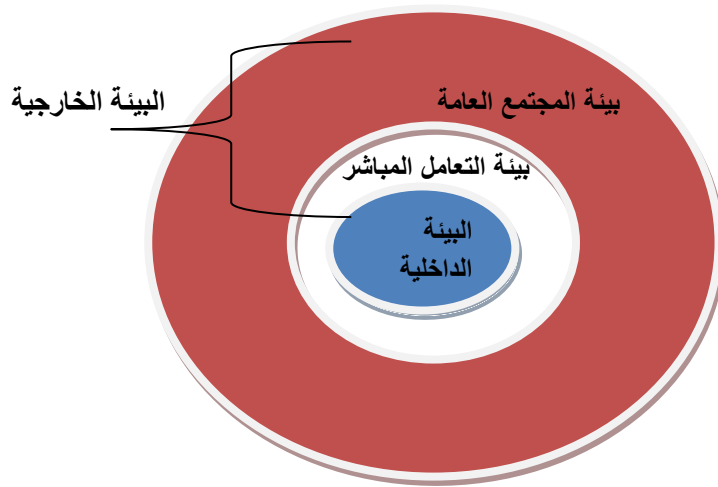 البيئة الخارجية
بيئة المجتمع العامة
بيئة التعامل المباشر
البيئة
الداخلية